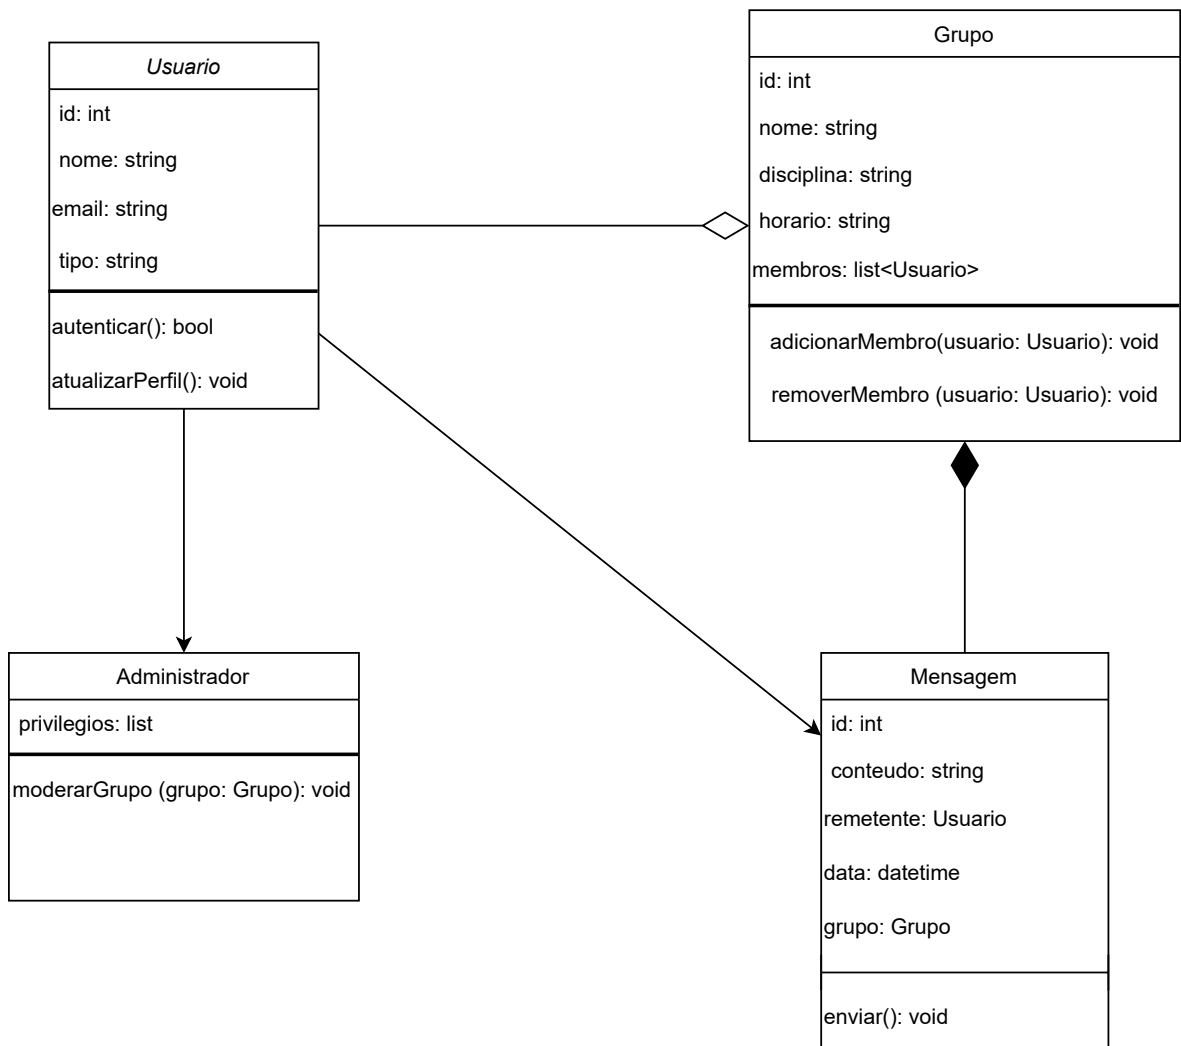 Usuario
id: int
nome: string
email: string
tipo: string
autenticar(): bool
atualizarPerfil(): void
Grupo
id: int
nome: string
disciplina: string
horario: string
membros: list<Usuario>
adicionarMembro(usuario: Usuario): void
removerMembro (usuario: Usuario): void
Administrador
privilegios: list
moderarGrupo (grupo: Grupo): void
Mensagem
id: int
conteudo: string
remetente: Usuario
data: datetime
grupo: Grupo
enviar(): void